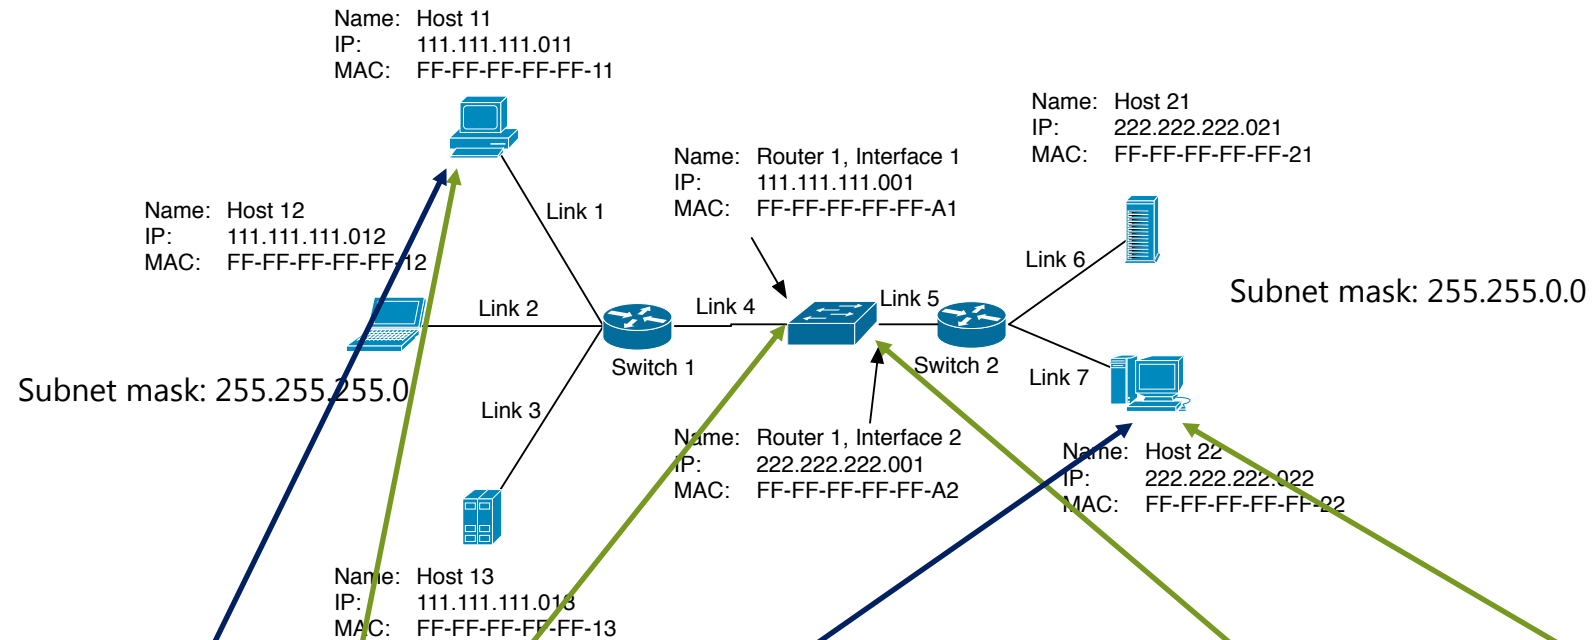 Name: Host 11
IP: 111.111.111.011
MAC: FF-FF-FF-FF-FF-11
Name: Host 21
IP: 222.222.222.021
MAC: FF-FF-FF-FF-FF-21
Name: Router 1, Interface 1
IP: 111.111.111.001
MAC: FF-FF-FF-FF-FF-A1
Name: Host 12
IP: 111.111.111.012
MAC: FF-FF-FF-FF-FF-12
Link 1
Link 6
Subnet mask: 255.255.0.0
Link 2
Link 4
Link 5
Switch 1
Switch 2
Link 7
Subnet mask: 255.255.255.0
Link 3
Name: Router 1, Interface 2
IP: 222.222.222.001
MAC: FF-FF-FF-FF-FF-A2
Name: Host 22
IP: 222.222.222.022
MAC: FF-FF-FF-FF-FF-22
Name: Host 13
IP: 111.111.111.013
MAC: FF-FF-FF-FF-FF-13